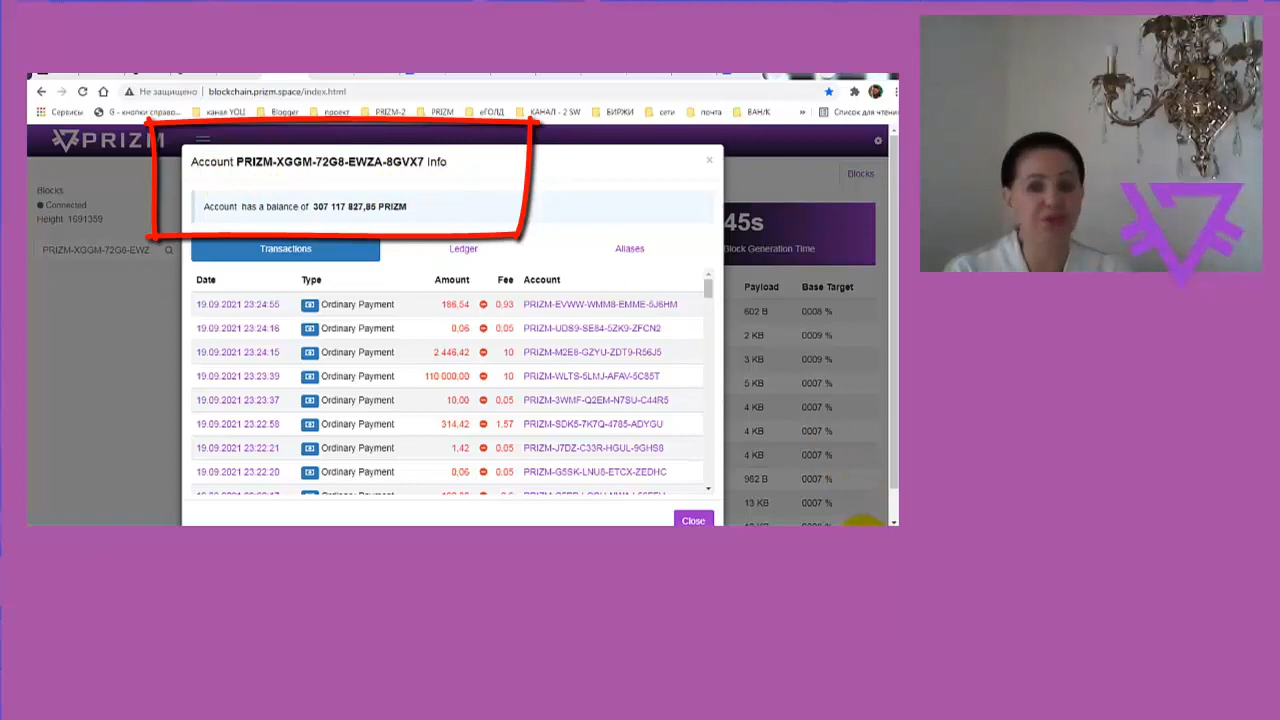 Не защищено blockchain.prizm.space/index.html
Сервисы G - кнопки справо... канал YOЦ Blogger проект PRIZM-2 PRIZM еГОЛД КАНАЛ - 2 SW БИРЖИ сети почта ВАН/К » Список для чтения
PRIZM
Account PRIZM-XGGM-72G8-EWZA-8GVX7 Info ×
Blocks
Account has a balance of 307 117 827,85 PRIZM
Blocks
Connected
Height 1691359
45s
Block Generation Time
PRIZM-XGGM-72G8-EWZ
Transactions Ledger Aliases
Date Type Amount Fee Account
Payload Base Target
19.09.2021 23:24:55 Ordinary Payment 186,54 0,93 PRIZM-EVWW-WMM8-EMME-5J6HM
602 B 0008 %
19.09.2021 23:24:16 Ordinary Payment 0,06 0,05 PRIZM-UDS9-SE84-5ZK9-ZFCN2
2 KB 0009 %
19.09.2021 23:24:15 Ordinary Payment 2 446,42 10 PRIZM-M2E8-GZYU-ZDT9-R56J5
3 KB 0009 %
19.09.2021 23:23:39 Ordinary Payment 110 000,00 10 PRIZM-WLTS-5LMJ-AFAV-5C85T
5 KB 0007 %
19.09.2021 23:23:37 Ordinary Payment 10,00 0,05 PRIZM-3WMF-Q2EM-N7SU-C44R5
4 KB 0007 %
19.09.2021 23:22:58 Ordinary Payment 314,42 1,57 PRIZM-SDK5-7K7Q-4785-ADYGU
4 KB 0007 %
19.09.2021 23:22:21 Ordinary Payment 1,42 0,05 PRIZM-J7DZ-C33R-HGUL-9GHS8
4 KB 0007 %
19.09.2021 23:22:20 Ordinary Payment 0,06 0,05 PRIZM-G5SK-LNU8-ETCX-ZEDHC
962 B 0007 %
13 KB 0007 %
Close